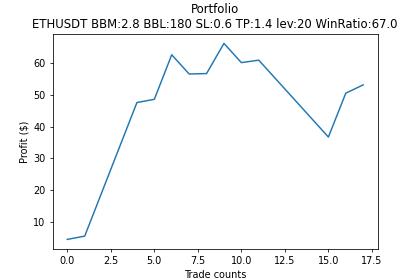 Portfolio
ETHUSDT BBM:2.8 BBL:180 SL:0.6 TP:1.4 lev:20 WinRatio:67.0
60
50
40
30
20
10
Profit ($)
0.0 2.5 5.0 7.5 10.0 12.5 15.0 17.5
Trade counts